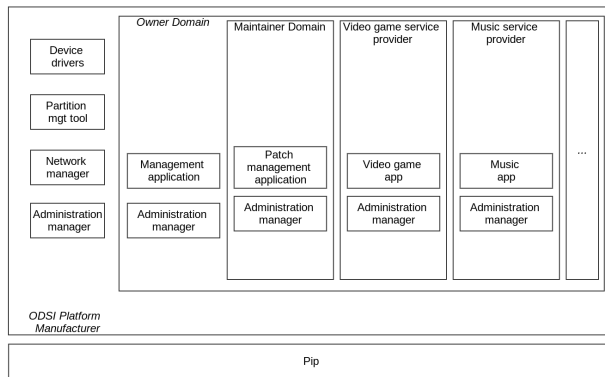 Owner Domain
Maintainer Domain
Video game service
provider
Music service
provider
Device
drivers
Partition
mgt tool
Network
manager
Management
application
Patch
management
application
Video game
app
Music
app
...
Administration
manager
Administration
manager
Administration
manager
Administration
manager
Administration
manager
ODSI Platform
Manufacturer
Pip